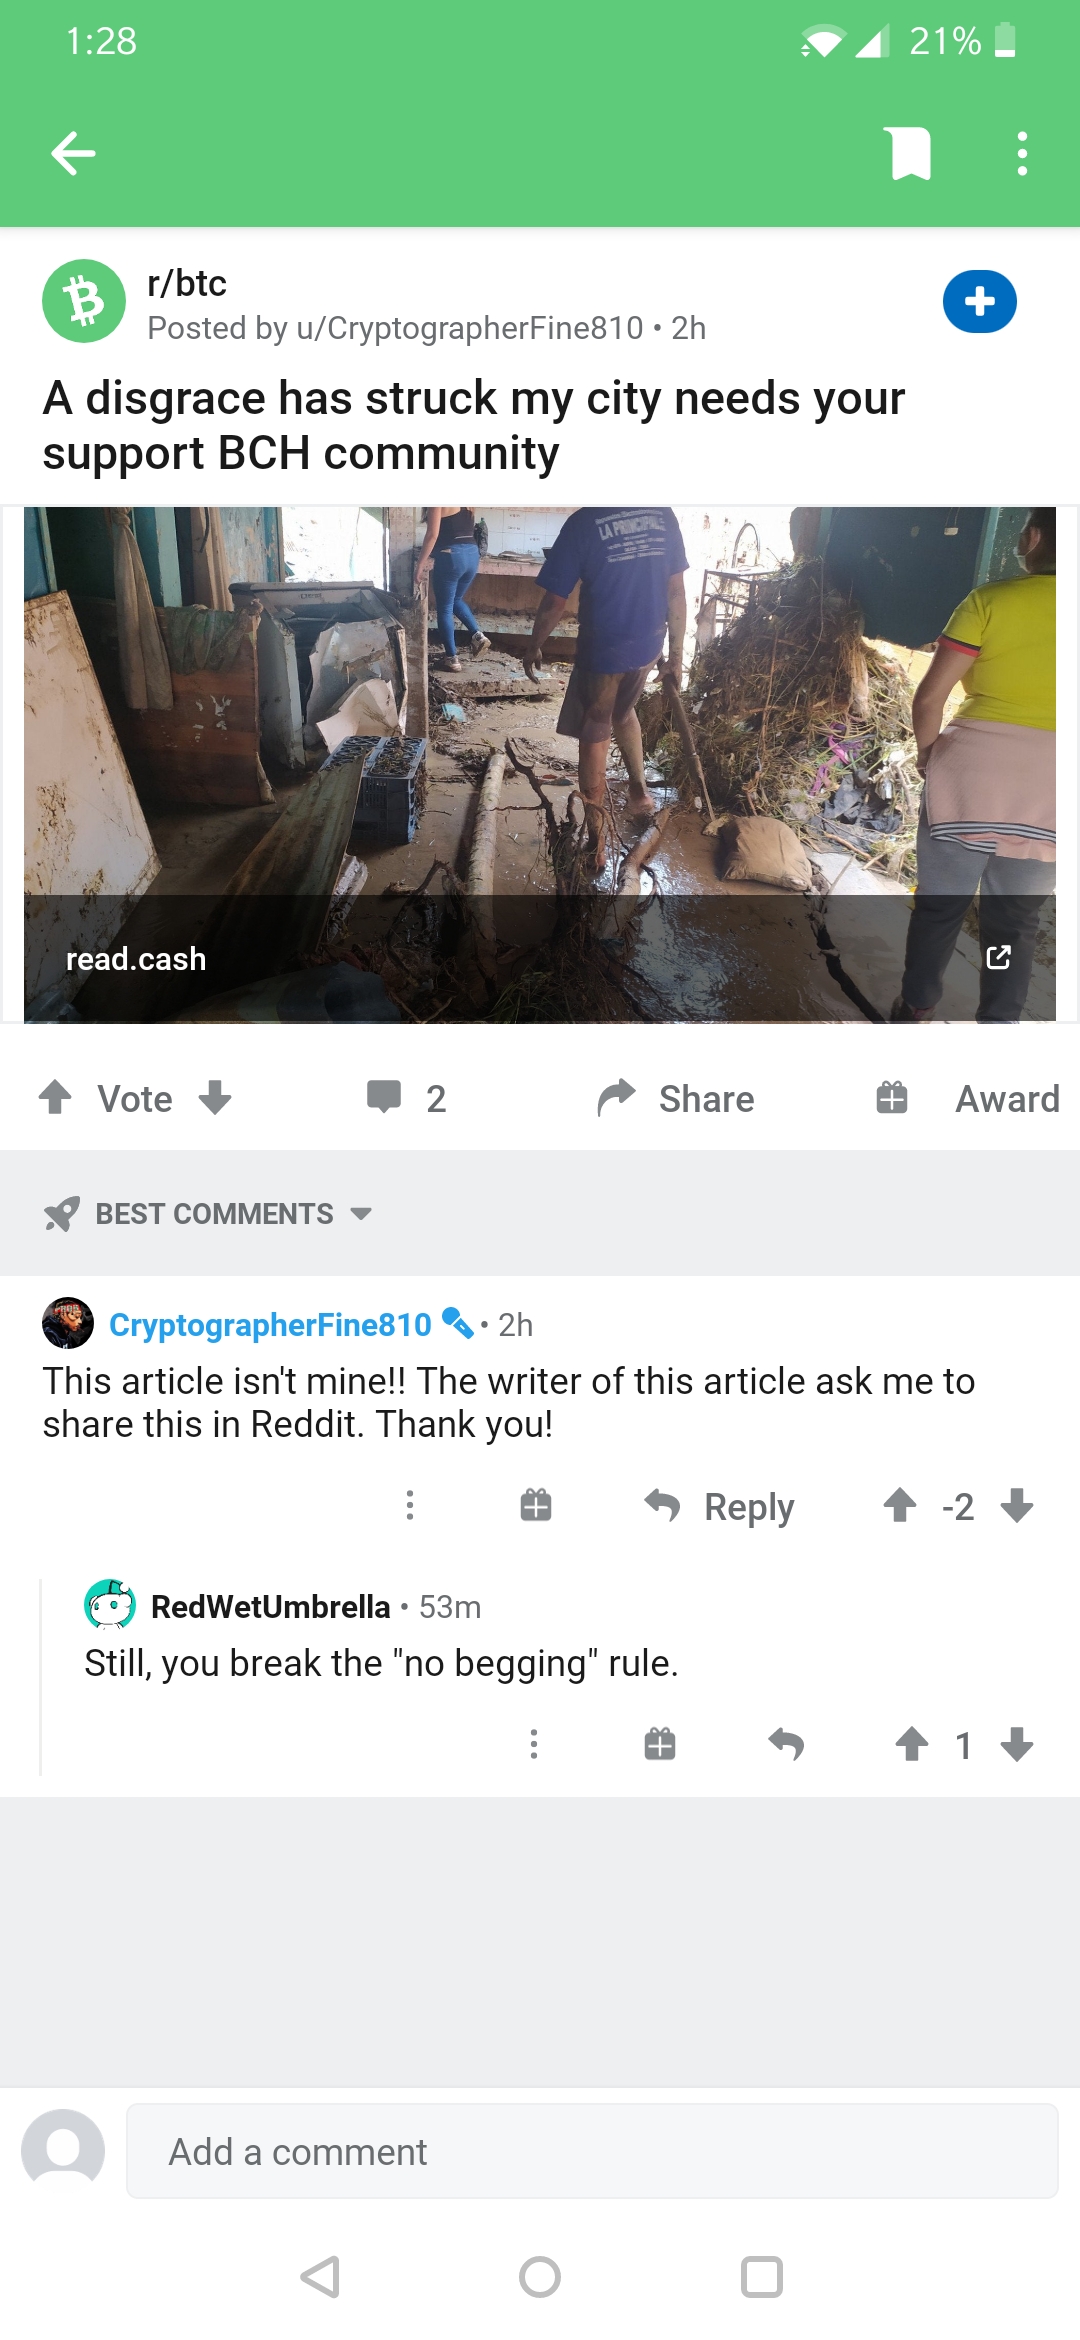 1:28
21%
r/btc
Posted by u/CryptographerFine810 • 2h
A disgrace has struck my city needs your
support BCH community
LA PRINCIPAL
read.cash
Vote
2
Share
Award
BEST COMMENTS
CryptographerFine810 • 2h
This article isn't mine!! The writer of this article ask me to
share this in Reddit. Thank you!
Reply
-2
RedWetUmbrella • 53m
Still, you break the "no begging" rule.
1
Add a comment